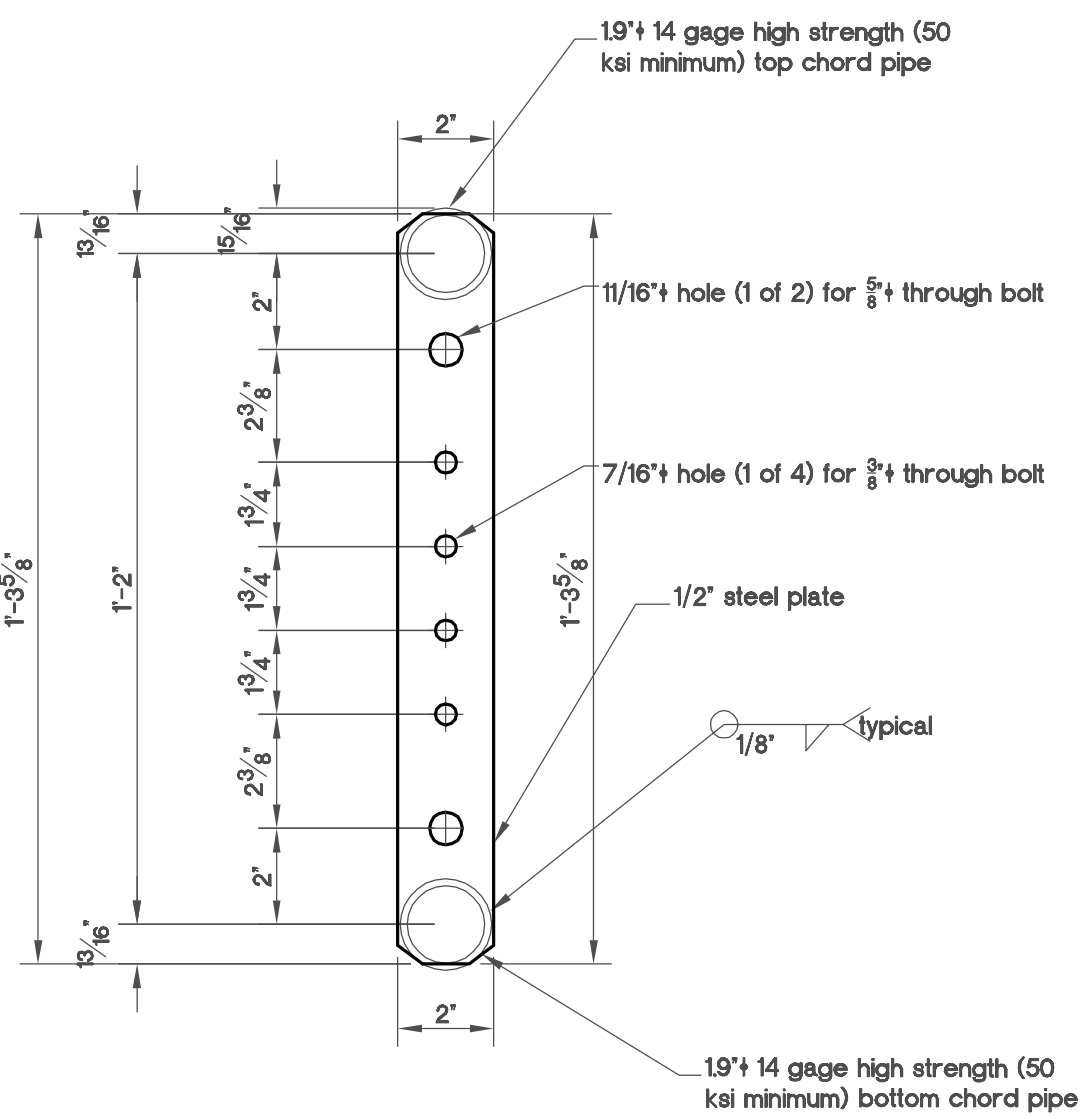 1.9"ϕ 14 gage high strength (50
ksi minimum) top chord pipe
2"
13/16"
15/16"
2"
11/16"ϕ hole (1 of 2) for 5/8"ϕ through bolt
2 3/8"
7/16"ϕ hole (1 of 4) for 3/8"ϕ through bolt
1 3/4"
1'-3 5/8"
1'-2"
1 3/4"
1'-3 5/8"
1/2" steel plate
1 3/4"
1/8"
typical
2 3/8"
2"
13/16"
2"
1.9"ϕ 14 gage high strength (50
ksi minimum) bottom chord pipe